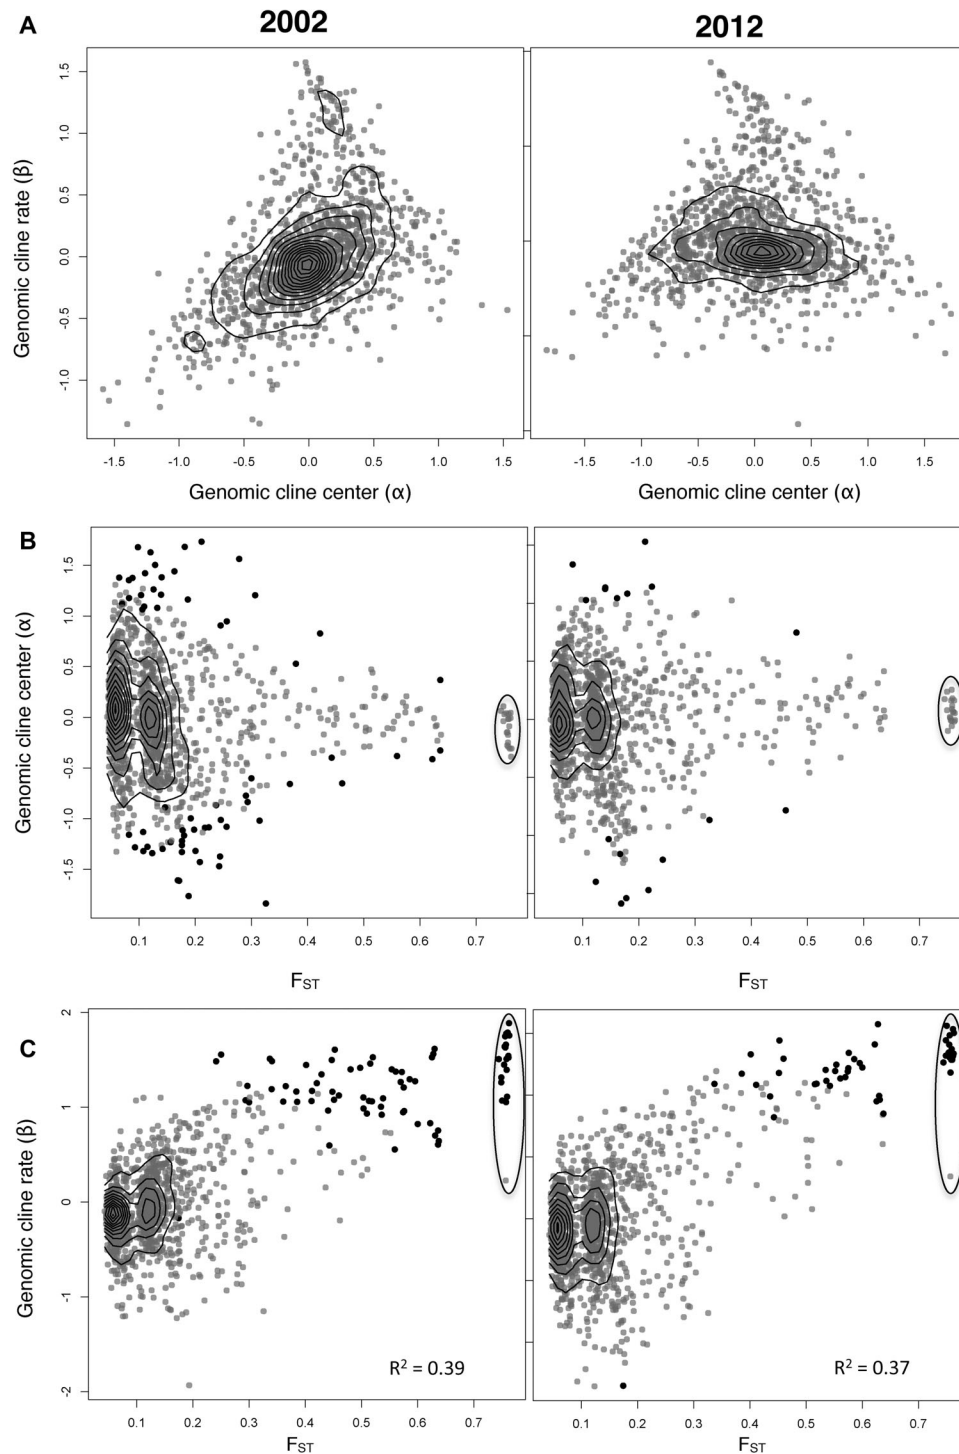 A
2002
2012
Genomic cline rate (β)
1.5
1.0
0.5
0.0
-0.5
-1.0
-1.5 -1.0 -0.5 0.0 0.5 1.0 1.5
-1.5 -1.0 -0.5 0.0 0.5 1.0 1.5
Genomic cline center (α)
Genomic cline center (α)
B
Genomic cline center (α)
1.5
1.0
0.5
0.0
-0.5
-1.0
-1.5
0.1 0.2 0.3 0.4 0.5 0.6 0.7
0.1 0.2 0.3 0.4 0.5 0.6 0.7
FST
FST
C
Genomic cline rate (β)
2
1
0
-1
-2
R² = 0.39
R² = 0.37
0.1 0.2 0.3 0.4 0.5 0.6 0.7
0.1 0.2 0.3 0.4 0.5 0.6 0.7
FST
FST